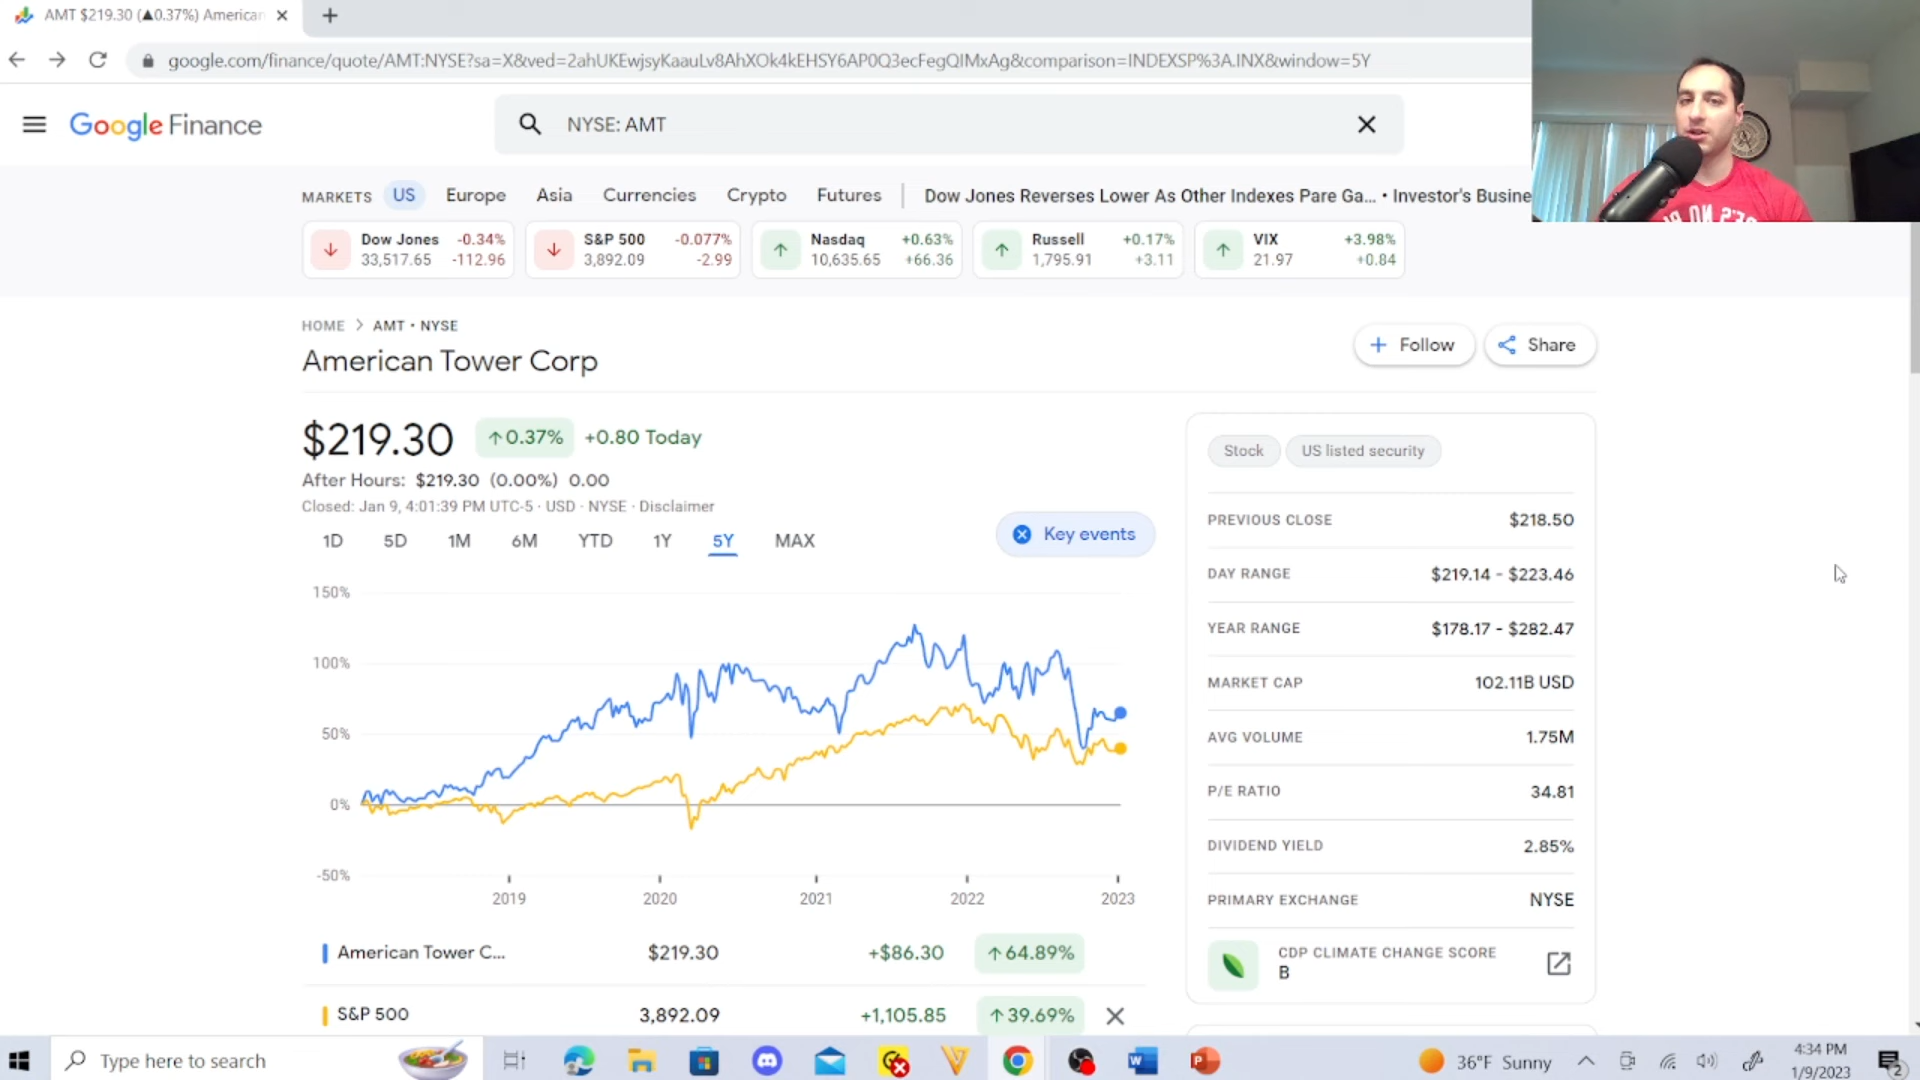 AMT $219.30 (▲0.37%) American
google.com/finance/quote/AMT:NYSE?sa=X&ved=2ahUKEwjsyKaauLv8AhXOk4kEHSY6AP0Q3ecFegQIMxAg&comparison=INDEXSP%3A.INX&window=5Y
Google Finance
NYSE: AMT
MARKETS US Europe Asia Currencies Crypto Futures Dow Jones Reverses Lower As Other Indexes Pare Ga... • Investor's Busine
Dow Jones -0.34%
33,517.65 -112.96
S&P 500 -0.077%
3,892.09 -2.99
Nasdaq +0.63%
10,635.65 +66.36
Russell +0.17%
1,795.91 +3.11
VIX +3.98%
21.97 +0.84
HOME > AMT • NYSE
American Tower Corp
+ Follow
Share
$219.30 ↑0.37% +0.80 Today
After Hours: $219.30 (0.00%) 0.00
Closed: Jan 9, 4:01:39 PM UTC-5 · USD · NYSE · Disclaimer
1D 5D 1M 6M YTD 1Y 5Y MAX
Key events
150%
100%
50%
0%
-50%
2019 2020 2021 2022 2023
American Tower C... $219.30 +$86.30 ↑64.89%
S&P 500 3,892.09 +1,105.85 ↑39.69%
Stock
US listed security
PREVIOUS CLOSE $218.50
DAY RANGE $219.14 - $223.46
YEAR RANGE $178.17 - $282.47
MARKET CAP 102.11B USD
AVG VOLUME 1.75M
P/E RATIO 34.81
DIVIDEND YIELD 2.85%
PRIMARY EXCHANGE NYSE
CDP CLIMATE CHANGE SCORE
B
Type here to search
36°F Sunny
4:34 PM
1/9/2023
2